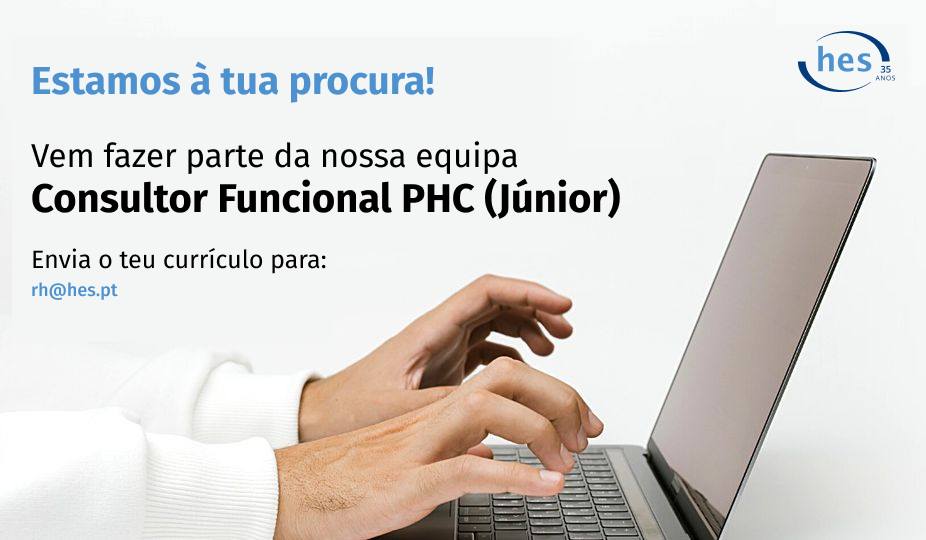 hes
35
ANOS
Estamos à tua procura!
Vem fazer parte da nossa equipa
Consultor Funcional PHC (Júnior)
Envia o teu currículo para:
rh@hes.pt